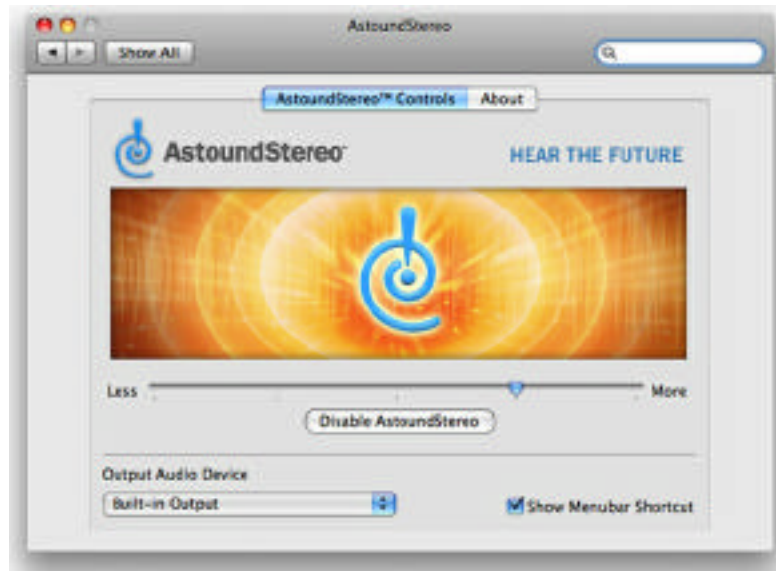 AstoundStereo
Show All
AstoundStereo™ Controls About
AstoundStereo™ HEAR THE FUTURE
Less More
Disable AstoundStereo
Output Audio Device
Built-in Output Show Menubar Shortcut